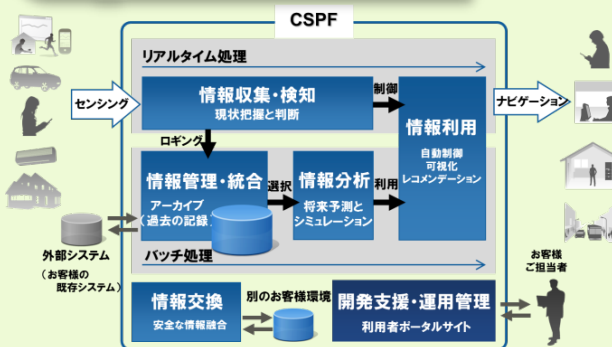 CSPF
リアルタイム処理
センシング
情報収集・検知
現状把握と判断
制御
ナビゲーション
情報利用
自動制御
可視化
レコメンデーション
ロギング
情報管理・統合
アーカイブ
(過去の記録)
選択
情報分析
将来予測と
シミュレーション
利用
外部システム
(お客様の
既存システム)
バッチ処理
お客様
ご担当者
情報交換
安全な情報融合
別のお客様環境
開発支援・運用管理
利用者ポータルサイト